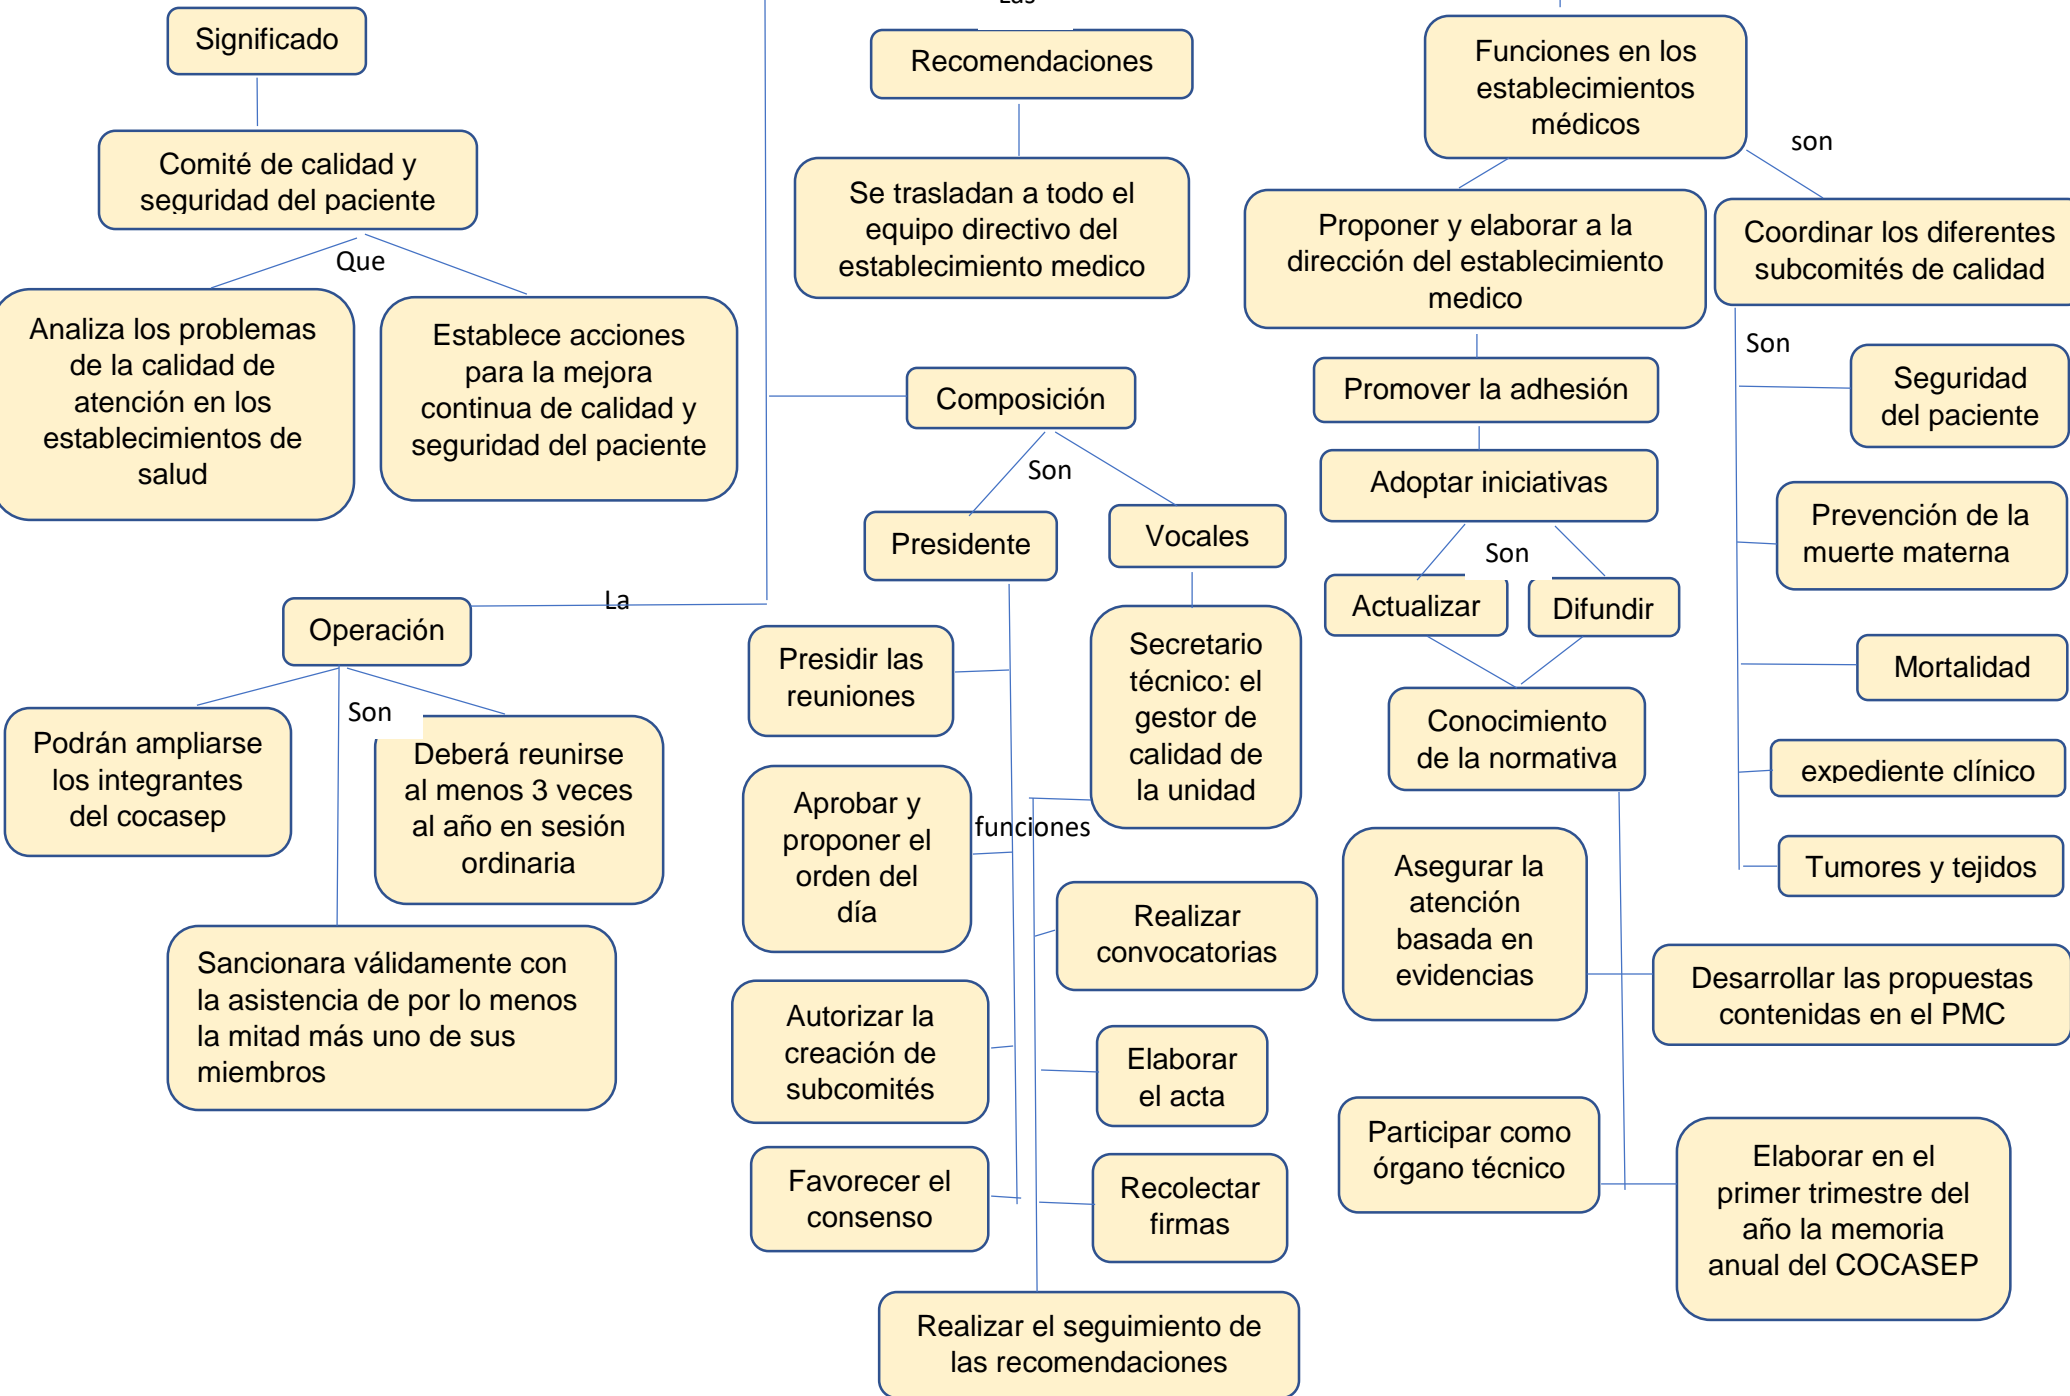 Las
Significado
Comité de calidad y
seguridad del paciente
Que
Analiza los problemas
de la calidad de
atención en los
establecimientos de
salud
Establece acciones
para la mejora
continua de calidad y
seguridad del paciente
La
Operación
Son
Podrán ampliarse
los integrantes
del cocasep
Deberá reunirse
al menos 3 veces
al año en sesión
ordinaria
Sancionara válidamente con
la asistencia de por lo menos
la mitad más uno de sus
miembros
Recomendaciones
Se trasladan a todo el
equipo directivo del
establecimiento medico
Composición
Son
Presidente
Vocales
Presidir las
reuniones
Aprobar y
proponer el
orden del
día
Autorizar la
creación de
subcomités
Favorecer el
consenso
Secretario
técnico: el
gestor de
calidad de
la unidad
funciones
Realizar
convocatorias
Elaborar
el acta
Recolectar
firmas
Realizar el seguimiento de
las recomendaciones
Funciones en los
establecimientos
médicos
son
Proponer y elaborar a la
dirección del establecimiento
medico
Promover la adhesión
Adoptar iniciativas
Son
Actualizar
Difundir
Conocimiento
de la normativa
Asegurar la
atención
basada en
evidencias
Desarrollar las propuestas
contenidas en el PMC
Participar como
órgano técnico
Elaborar en el
primer trimestre del
año la memoria
anual del COCASEP
Coordinar los diferentes
subcomités de calidad
Son
Seguridad
del paciente
Prevención de la
muerte materna
Mortalidad
expediente clínico
Tumores y tejidos